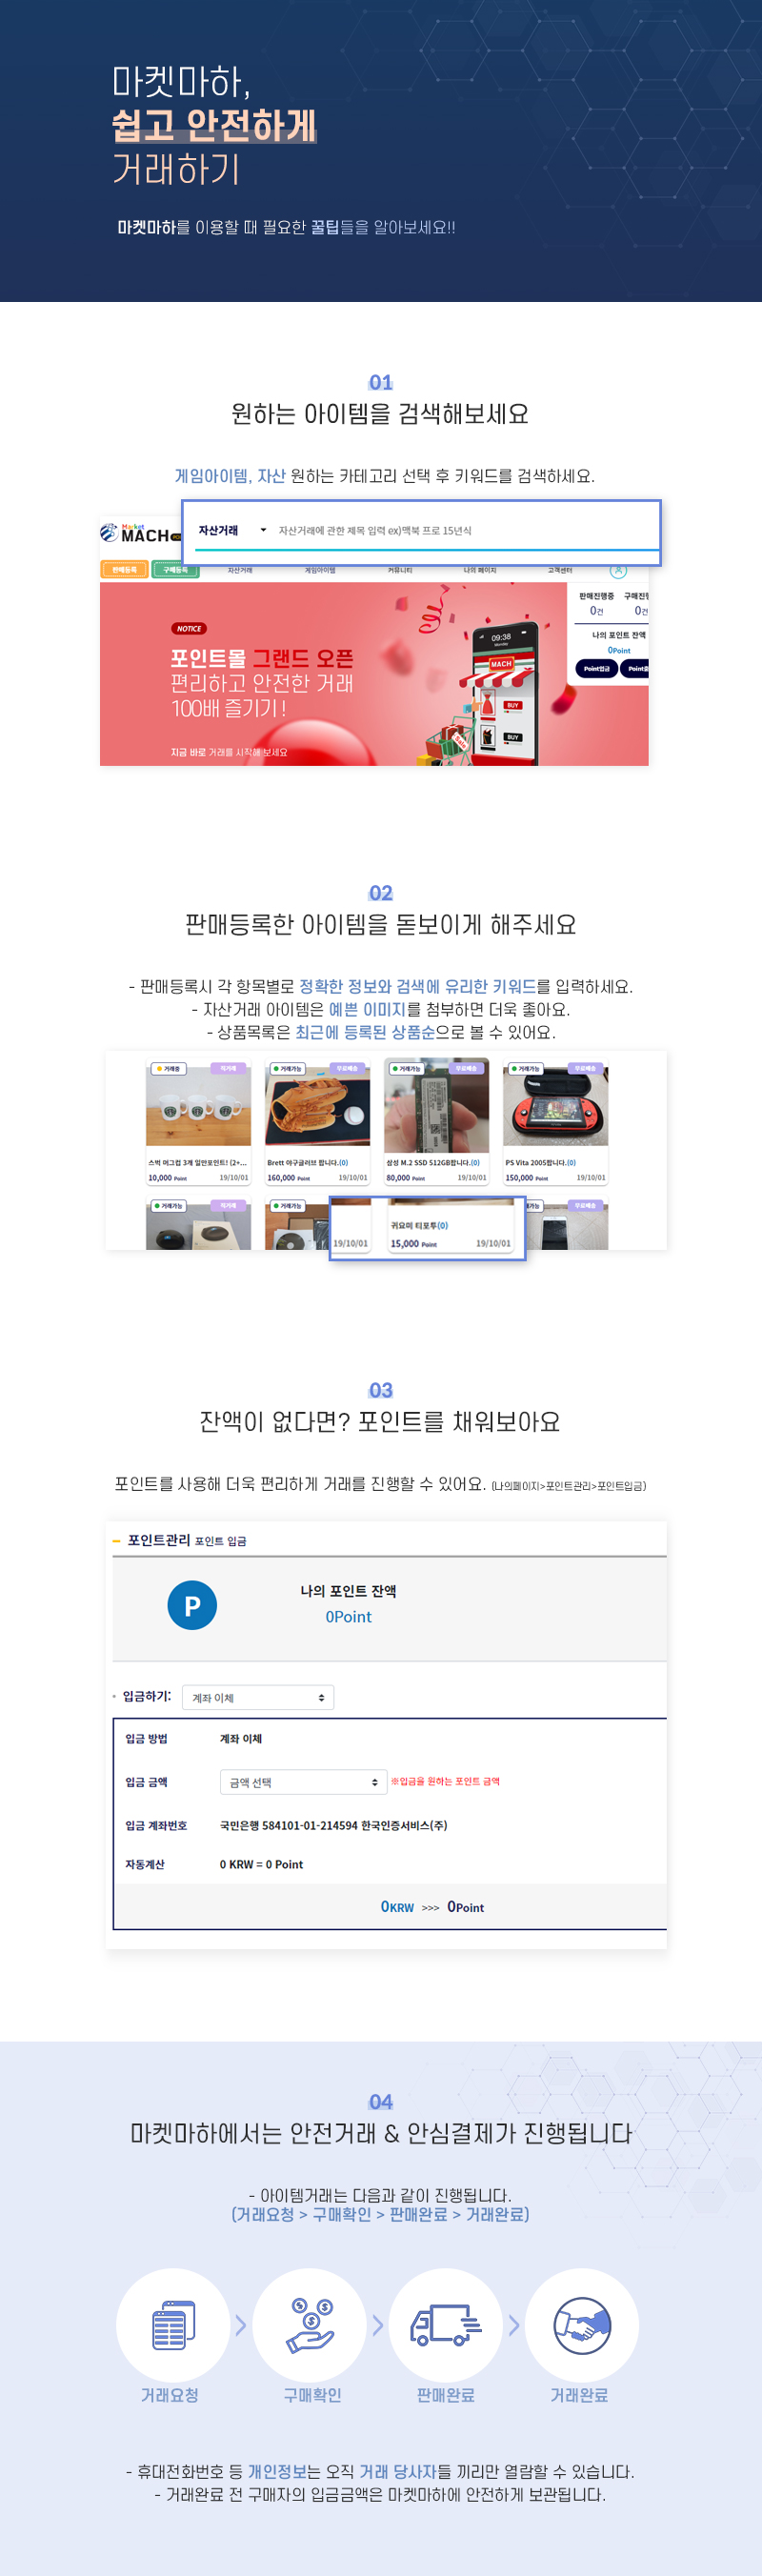 마켓마하,
쉽고 안전하게
거래하기
마켓마하를 이용할 때 필요한 꿀팁들을 알아보세요!!
01
원하는 아이템을 검색해보세요
게임아이템, 자산 원하는 카테고리 선택 후 키워드를 검색하세요.
자산거래 자산거래에 관한 제목 입력 ex)맥북 프로 15년식
Market
MACH
판매등록 구매등록 자산거래 게임아이템 커뮤니티 나의 페이지 고객센터
판매진행중 구매진행
0건 0건
나의 포인트 잔액
0Point
Point입금 Point출
NOTICE
포인트몰 그랜드 오픈
편리하고 안전한 거래
100배 즐기기 !
지금 바로 거래를 시작해 보세요
09:38
MACH
BUY
BUY
02
판매등록한 아이템을 돋보이게 해주세요
- 판매등록시 각 항목별로 정확한 정보와 검색에 유리한 키워드를 입력하세요.
- 자산거래 아이템은 예쁜 이미지를 첨부하면 더욱 좋아요.
- 상품목록은 최근에 등록된 상품순으로 볼 수 있어요.
거래중 직거래 거래가능 무료배송 거래가능 무료배송 거래가능 무료배송
스벅 머그컵 3개 일만포인트! (2+... Brett 야구글러브 팝니다.(0) 삼성 M.2 SSD 512GB팝니다.(0) PS Vita 2005팝니다.(0)
10,000 Point 19/10/01 160,000 Point 19/10/01 80,000 Point 19/10/01 150,000 Point 19/10/01
거래가능 직거래 거래가능 무료배송
귀요미 티포투(0)
19/10/01 15,000 Point 19/10/01
03
잔액이 없다면? 포인트를 채워보아요
포인트를 사용해 더욱 편리하게 거래를 진행할 수 있어요. (나의페이지>포인트관리>포인트입금)
포인트관리 포인트 입금
P
나의 포인트 잔액
0Point
입금하기: 계좌 이체
입금 방법 계좌 이체
입금 금액 금액 선택 ※입금을 원하는 포인트 금액
입금 계좌번호 국민은행 584101-01-214594 한국인증서비스(주)
자동계산 0 KRW = 0 Point
0KRW >>> 0Point
04
마켓마하에서는 안전거래 & 안심결제가 진행됩니다
- 아이템거래는 다음과 같이 진행됩니다.
(거래요청 > 구매확인 > 판매완료 > 거래완료)
거래요청 구매확인 판매완료 거래완료
- 휴대전화번호 등 개인정보는 오직 거래 당사자들 끼리만 열람할 수 있습니다.
- 거래완료 전 구매자의 입금금액은 마켓마하에 안전하게 보관됩니다.